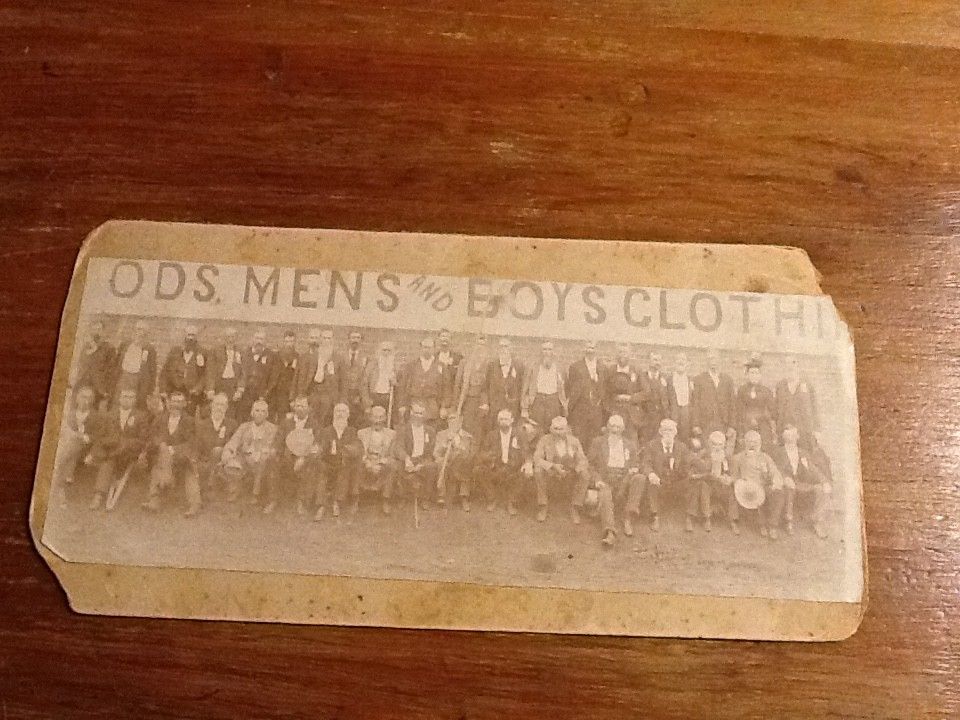 ODS, MENS AND BOYS CLOTHI